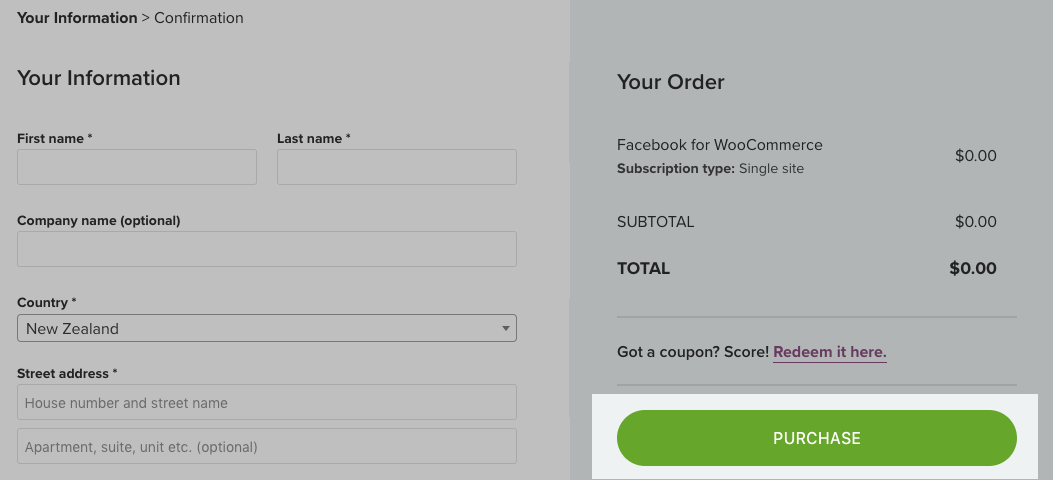 Your Information > Confirmation
Your Information
First name *
Last name *
Company name (optional)
Country *
New Zealand
Street address *
House number and street name
Apartment, suite, unit etc. (optional)
Your Order
Facebook for WooCommerce
$0.00
Subscription type: Single site
SUBTOTAL $0.00
TOTAL $0.00
Got a coupon? Score! Redeem it here.
PURCHASE